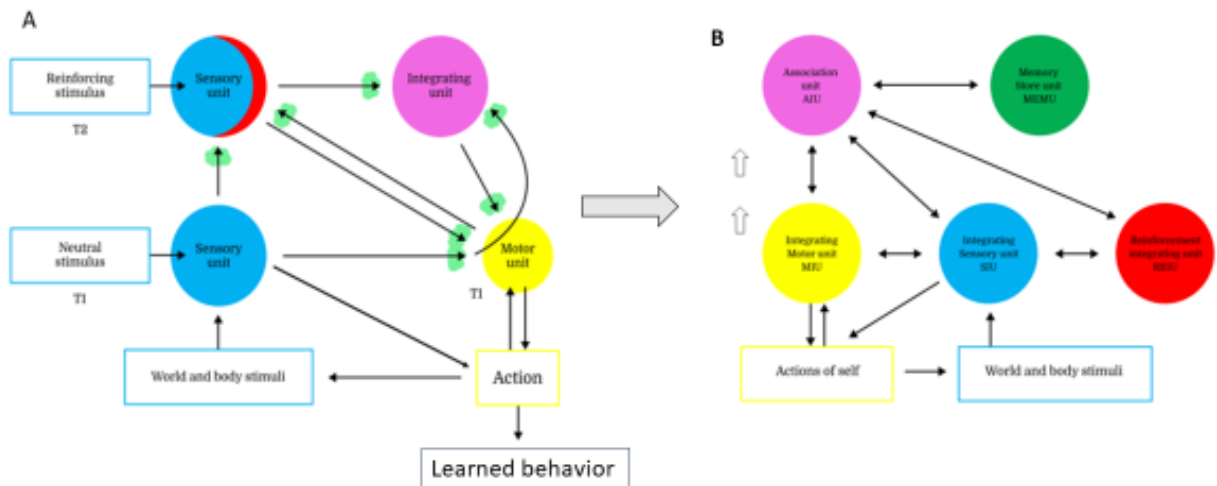 A
Reinforcing
stimulus
T2
Sensory
unit
Integrating
unit
Neutral
stimulus
T1
Sensory
unit
Motor
unit
T1
World and body stimuli
Action
Learned behavior
B
Association
unit
AIU
Memory
Store unit
MEMU
Integrating
Motor unit
MIU
Integrating
Sensory unit
SIU
Reinforcement
integrating unit
Actions of self
World and body stimuli